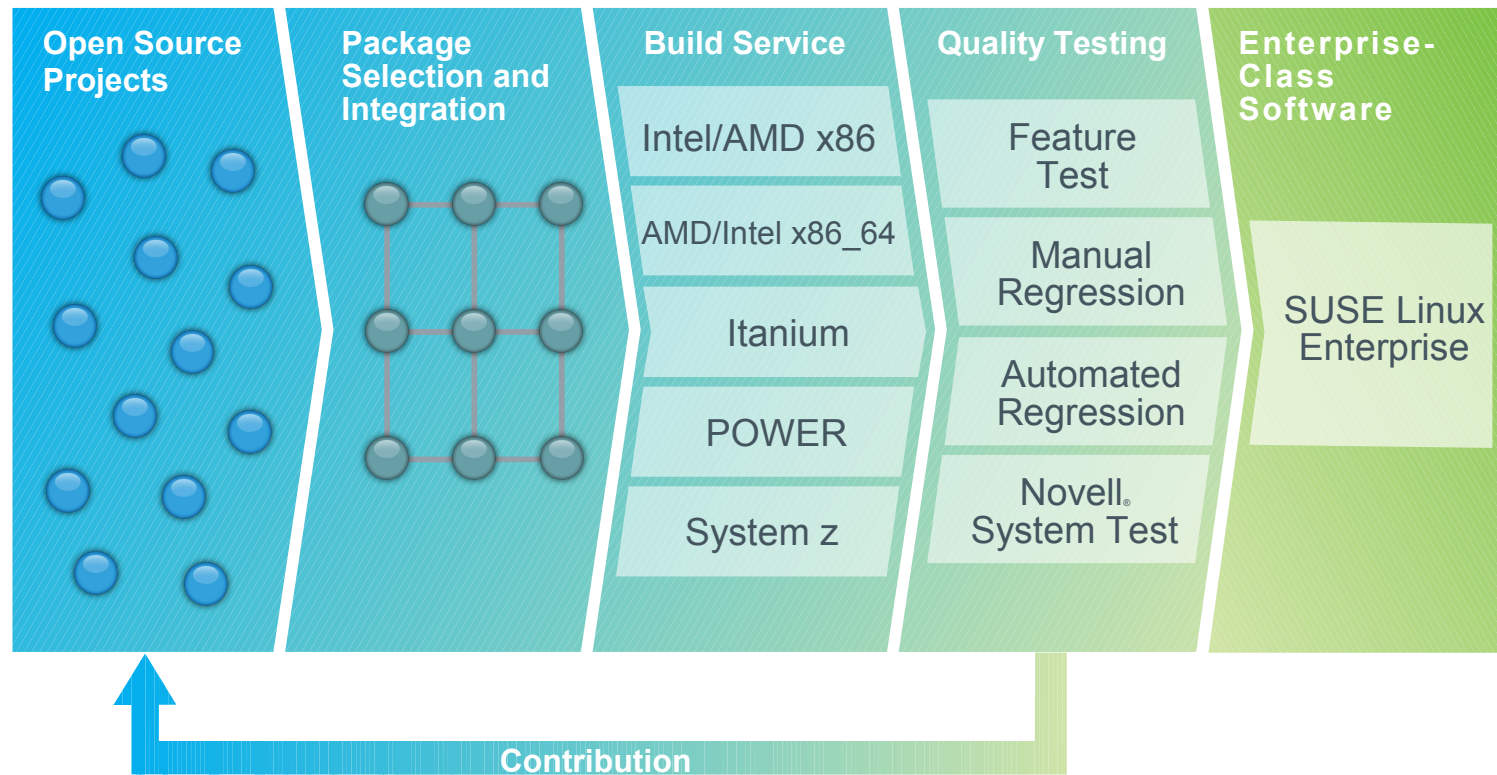 Open Source
Projects
Package
Selection and
Integration
Build Service
Intel/AMD x86
AMD/Intel x86_64
Itanium
POWER
System z
Quality Testing
Feature
Test
Manual
Regression
Automated
Regression
Novell®
System Test
Enterprise-
Class
Software
SUSE Linux
Enterprise
Contribution